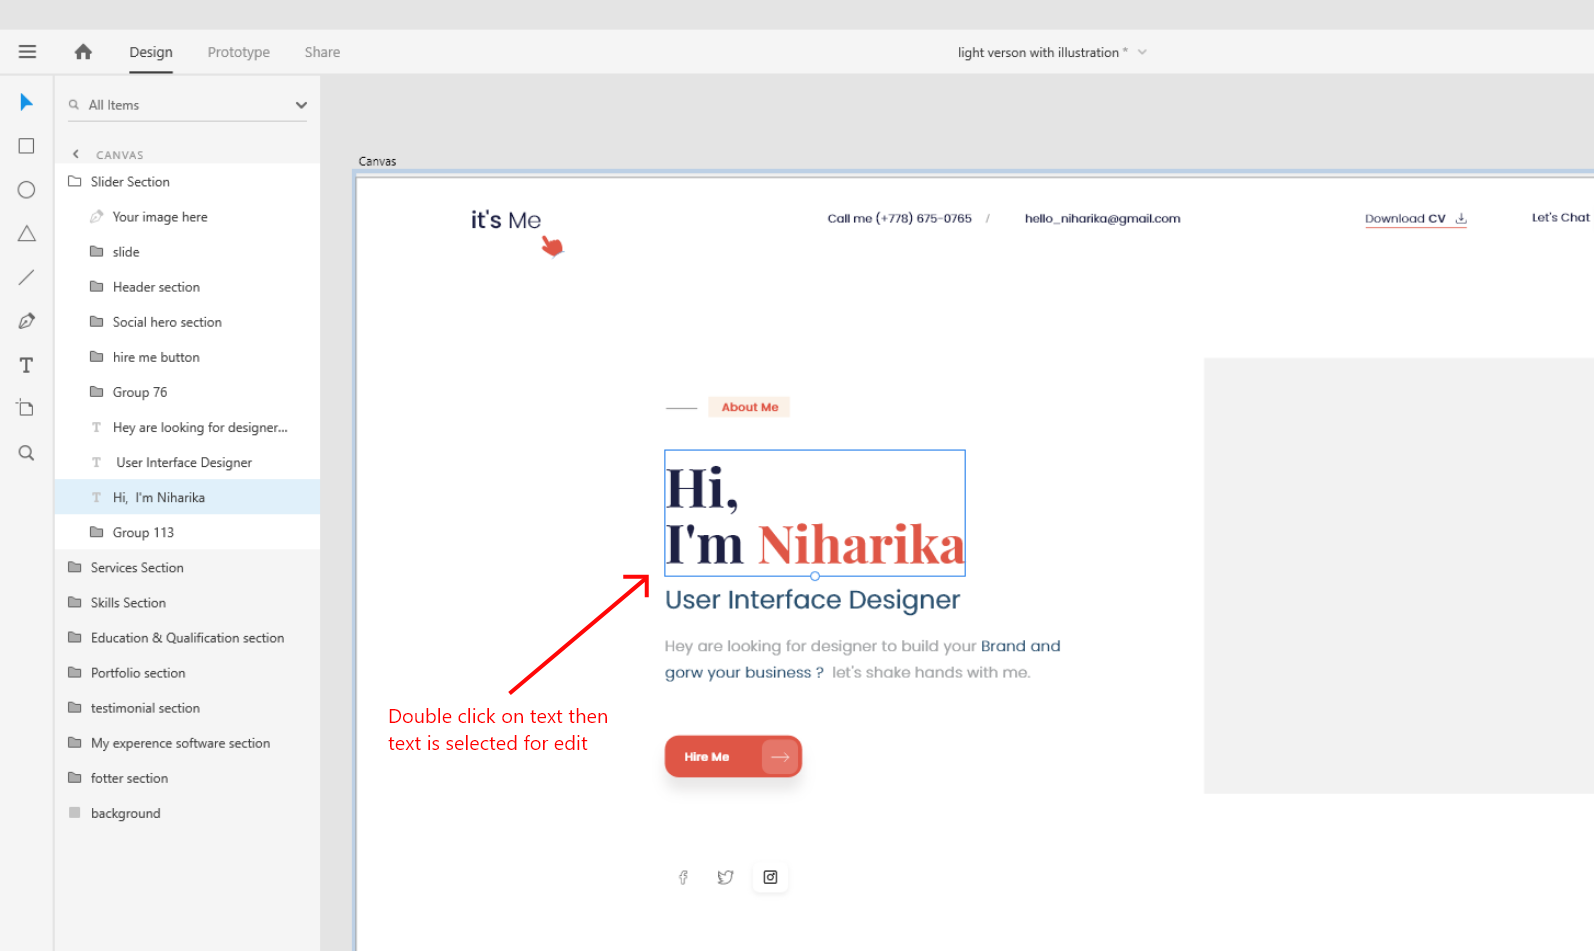 Design Prototype Share
light verson with illustration *
All Items
CANVAS
Slider Section
Your image here
slide
Header section
Social hero section
hire me button
Group 76
T Hey are looking for designer...
T User Interface Designer
T Hi, I'm Niharika
Group 113
Services Section
Skills Section
Education & Qualification section
Portfolio section
testimonial section
My experence software section
fotter section
background
T
Canvas
it's Me
Call me (+778) 675-0765 / hello_niharika@gmail.com
Download CV
Let's Chat
About Me
Hi,
I'm Niharika
User Interface Designer
Hey are looking for designer to build your Brand and
gorw your business ? let's shake hands with me.
Double click on text then
text is selected for edit
Hire Me